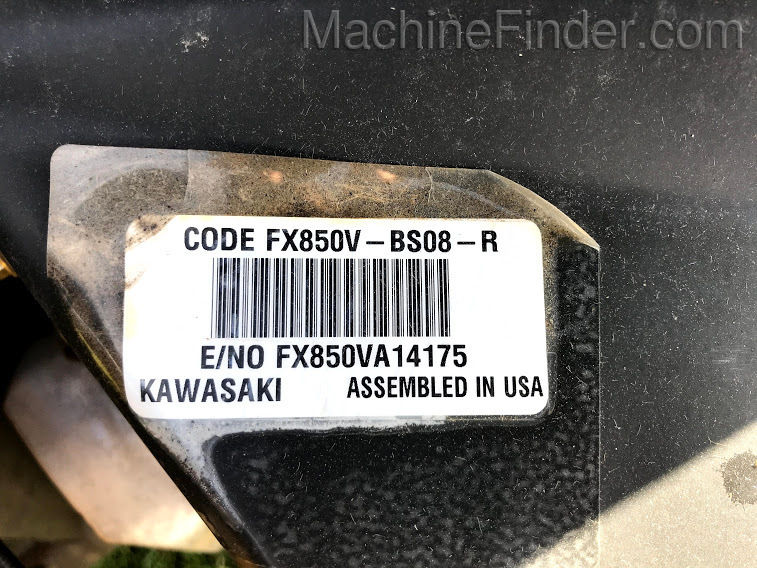 MachineFinder.com
CODE FX850V-BS08-R
E/NO FX850VA14175
KAWASAKI ASSEMBLED IN USA